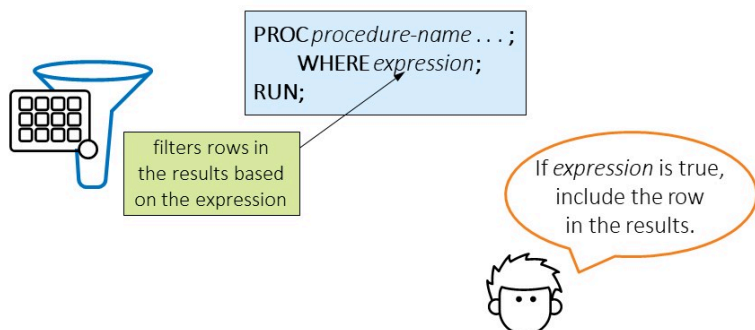 PROC procedure-name . . . ;
WHERE expression;
RUN;
filters rows in
the results based
on the expression
If expression is true,
include the row
in the results.